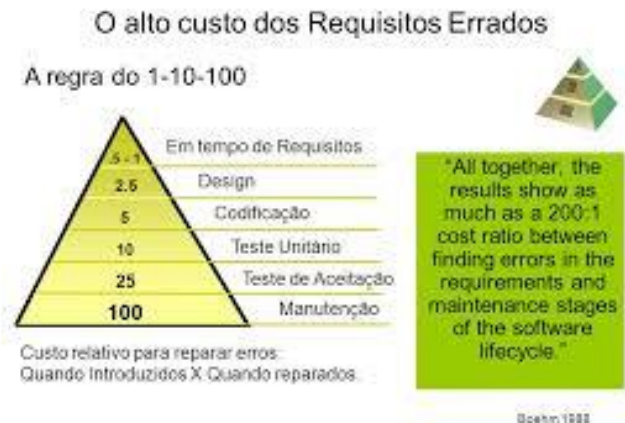 O alto custo dos Requisitos Errados
A regra do 1-10-100
.5 - 1
Em tempo de Requisitos
2.5
Design
5
Codificação
10
Teste Unitário
25
Teste de Aceitação
100
Manutenção
Custo relativo para reparar erros:
Quando Introduzidos X Quando reparados.
"All together, the
results show as
much as a 200:1
cost ratio between
finding errors in the
requirements and
maintenance stages
of the software
lifecycle."
Boehm 1988